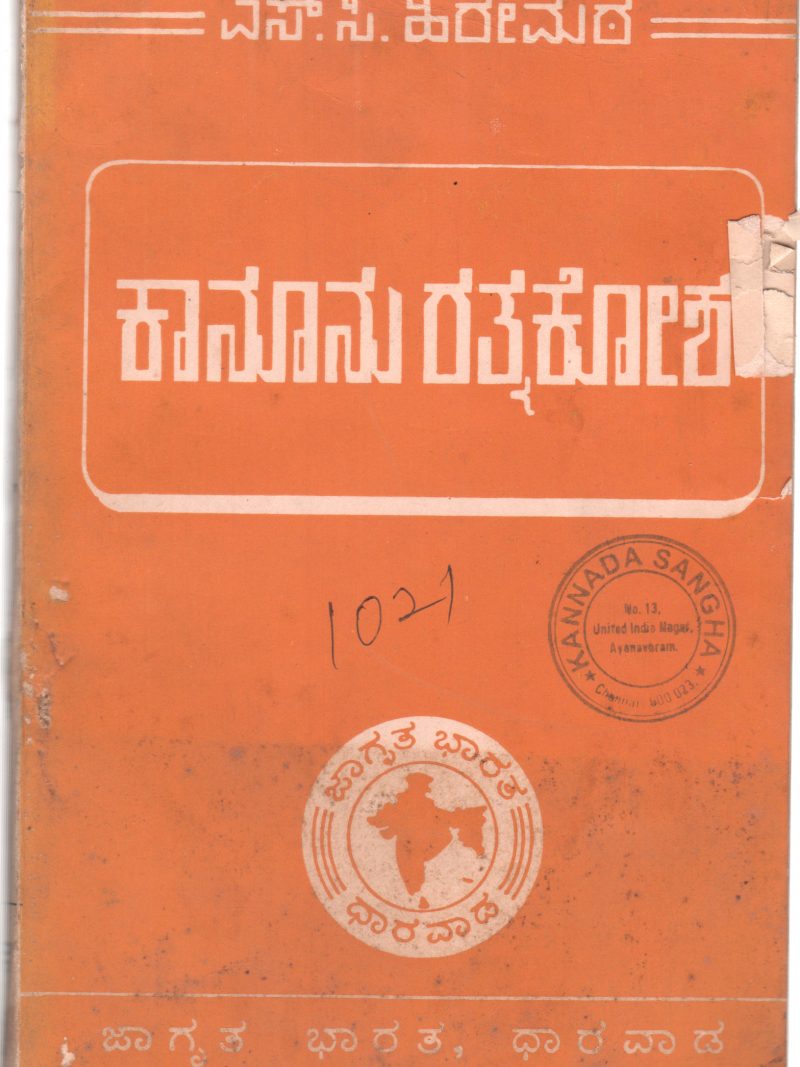 ಎಸ್. ಸಿ. ಹಿರೇಮಠ
ಕಾನೂನು ರತ್ನಕೋಶ
1021
KANNADA SANGHA
No. 13,
United India Nagar,
Ayanavaram.
Chennai 600 023.
ಜಾಗೃತ ಭಾರತ
ಧಾರವಾಡ
ಜಾಗೃತ ಭಾರತ, ಧಾರವಾಡ